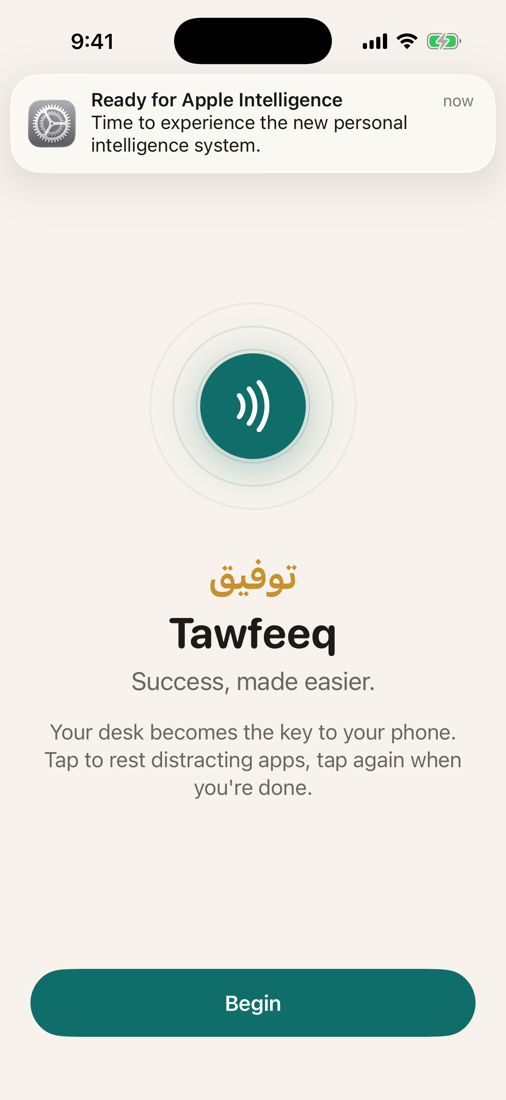 9:41
Ready for Apple Intelligence
now
Time to experience the new personal
intelligence system.
توفيق
Tawfeeq
Success, made easier.
Your desk becomes the key to your phone.
Tap to rest distracting apps, tap again when
you're done.
Begin